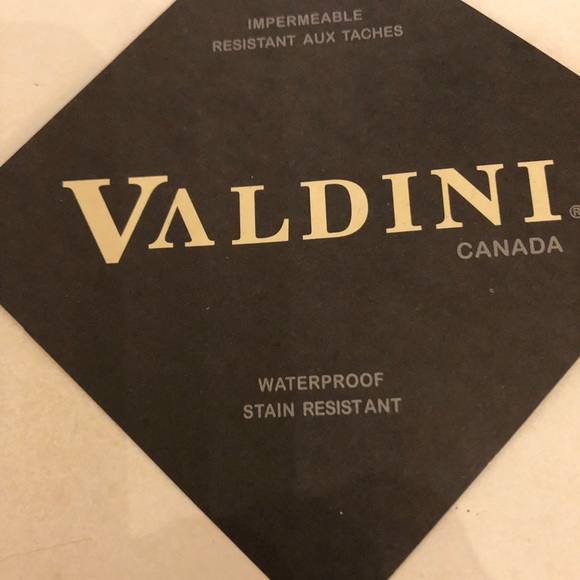 IMPERMEABLE
RESISTANT AUX TACHES
VALDINI®
CANADA
WATERPROOF
STAIN RESISTANT